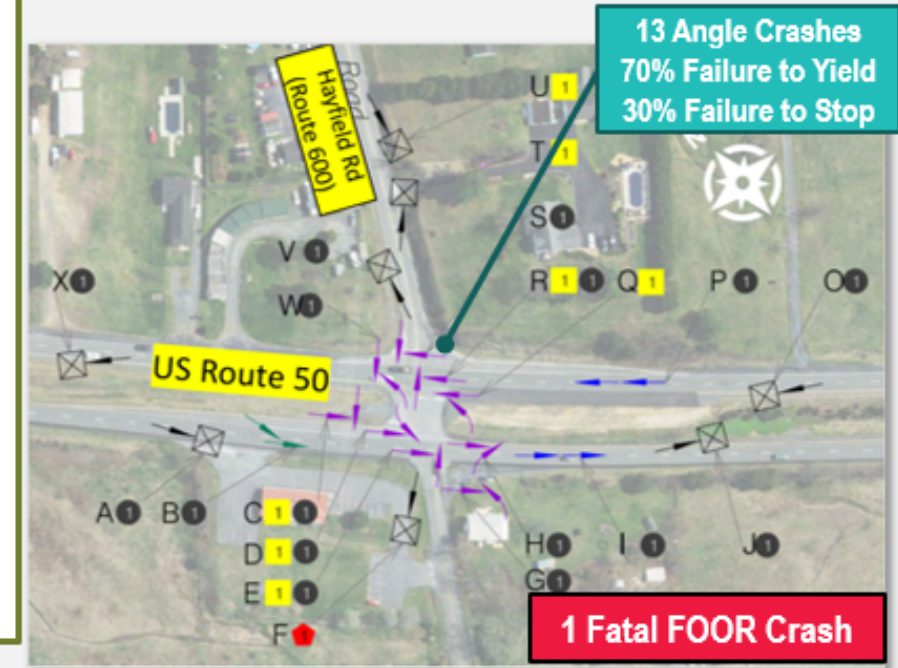 13 Angle Crashes
70% Failure to Yield
30% Failure to Stop
Road
Hayfield Rd
(Route 600)
U 1
T 1
S 1
V 1
R 1 1 Q 1 P 1 O 1
X 1
W 1
US Route 50
A 1 B 1 C 1 1
D 1 1
E 1 1
F 1
H 1 I 1 J 1
G 1
1 Fatal FOOR Crash